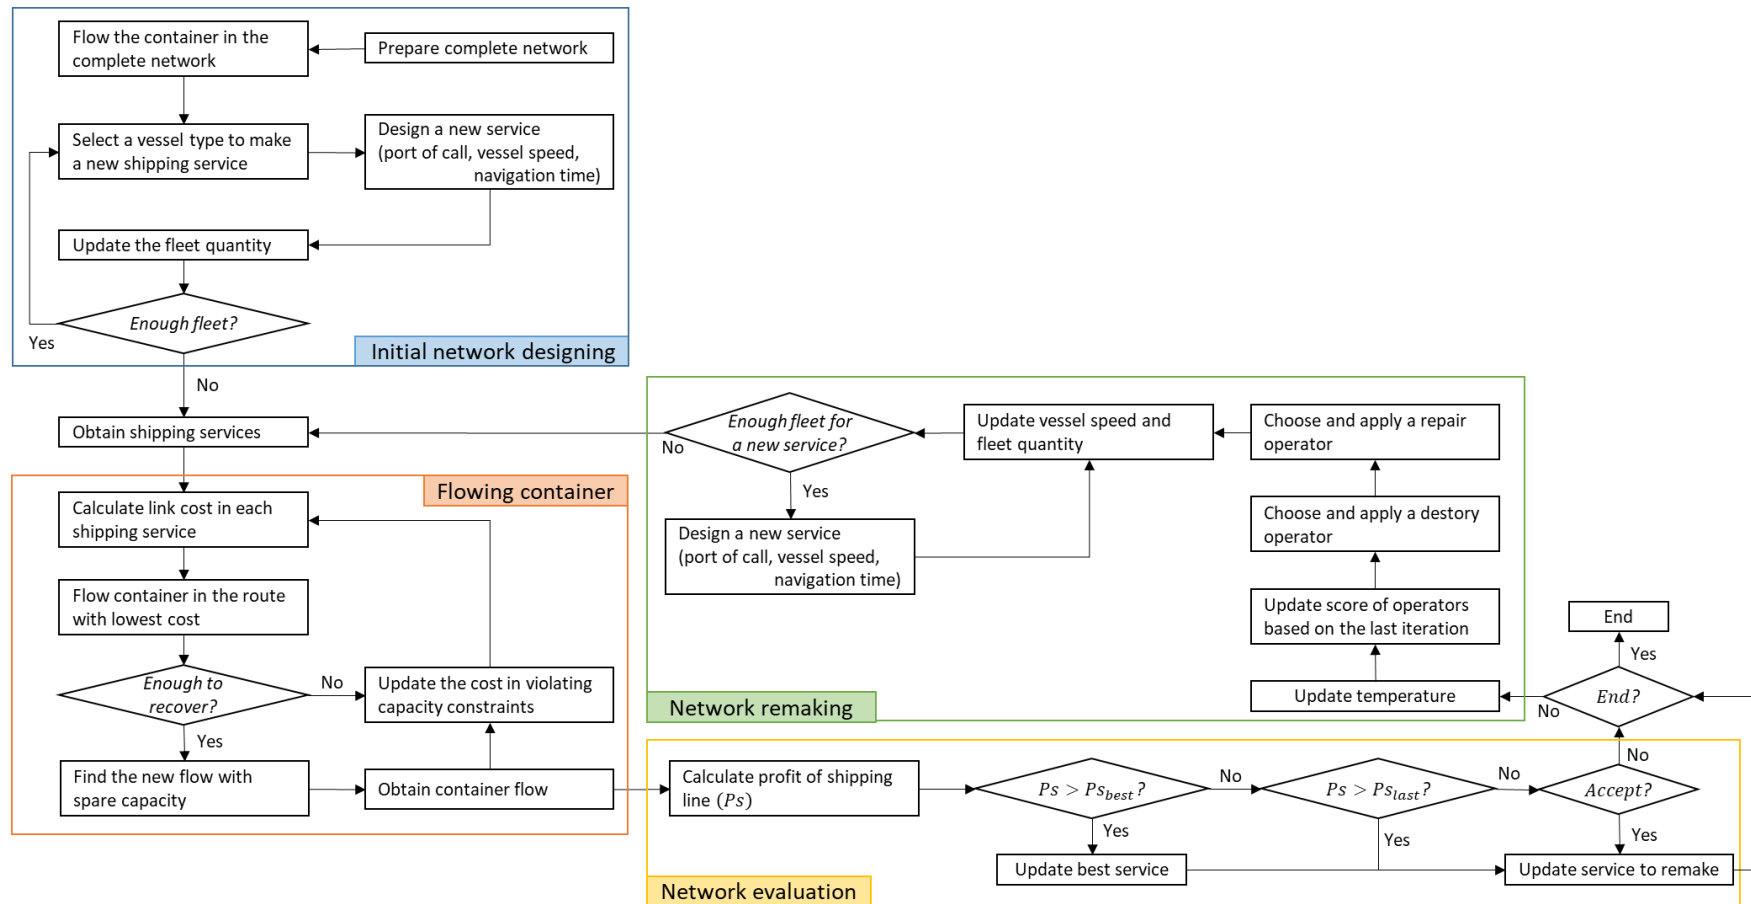 Flow the container in the
complete network
Prepare complete network
Select a vessel type to make
a new shipping service
Design a new service
(port of call, vessel speed,
navigation time)
Update the fleet quantity
Enough fleet?
Yes
Initial network designing
No
Obtain shipping services
Flowing container
Calculate link cost in each
shipping service
Flow container in the route
with lowest cost
Enough to
recover?
No
Update the cost in violating
capacity constraints
Yes
Find the new flow with
spare capacity
Obtain container flow
Enough fleet for
a new service?
No
Yes
Update vessel speed and
fleet quantity
Choose and apply a repair
operator
Design a new service
(port of call, vessel speed,
navigation time)
Choose and apply a destory
operator
Update score of operators
based on the last iteration
Update temperature
Network remaking
End
Yes
End?
No
No
Calculate profit of shipping
line (Ps)
Ps > Ps_best?
No
Ps > Ps_last?
No
Accept?
Yes
Yes
Yes
Update best service
Update service to remake
Network evaluation